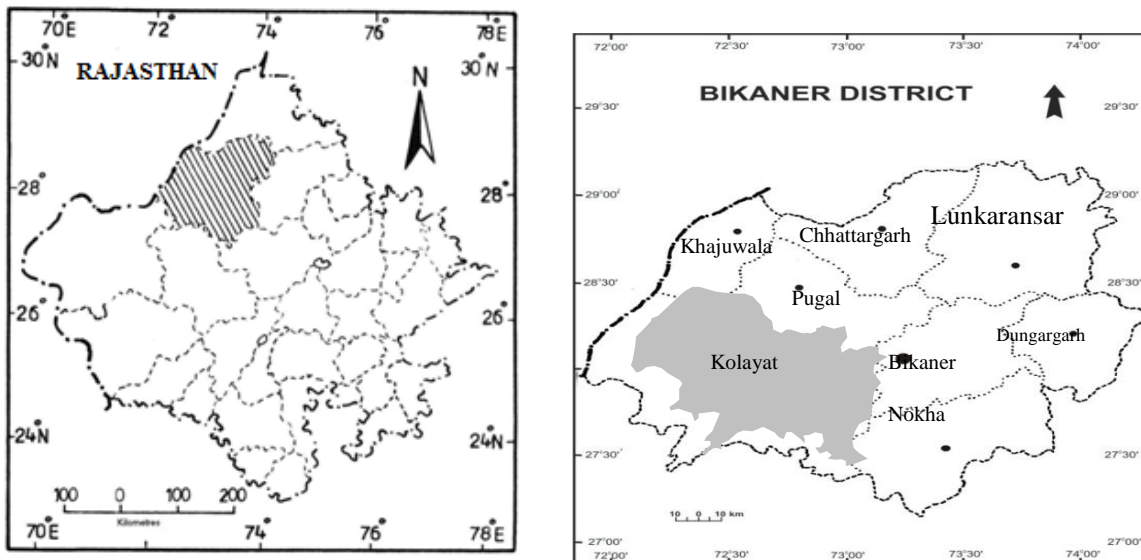 70E° 72° 74° 76°
30N° 30N°
RAJASTHAN
N
28° 28°
26° 26°
24N° 24N°
100 0 100 200
Kilometres
70E° 72° 74° 76° 78E°
72°00' 72°30' 73°00' 73°30' 74°00'
BIKANER DISTRICT
29°30' 29°30'
29°00' 29°00'
Lunkaransar
Chhattargarh
Khajuwala
28°30' 28°30'
Pugal
Dungargarh
Kolayat
Bikaner
Nokha
27°30' 27°30'
10 0 10 km
27°00' 27°00'
72°00' 72°30' 73°00' 73°30' 74°00'